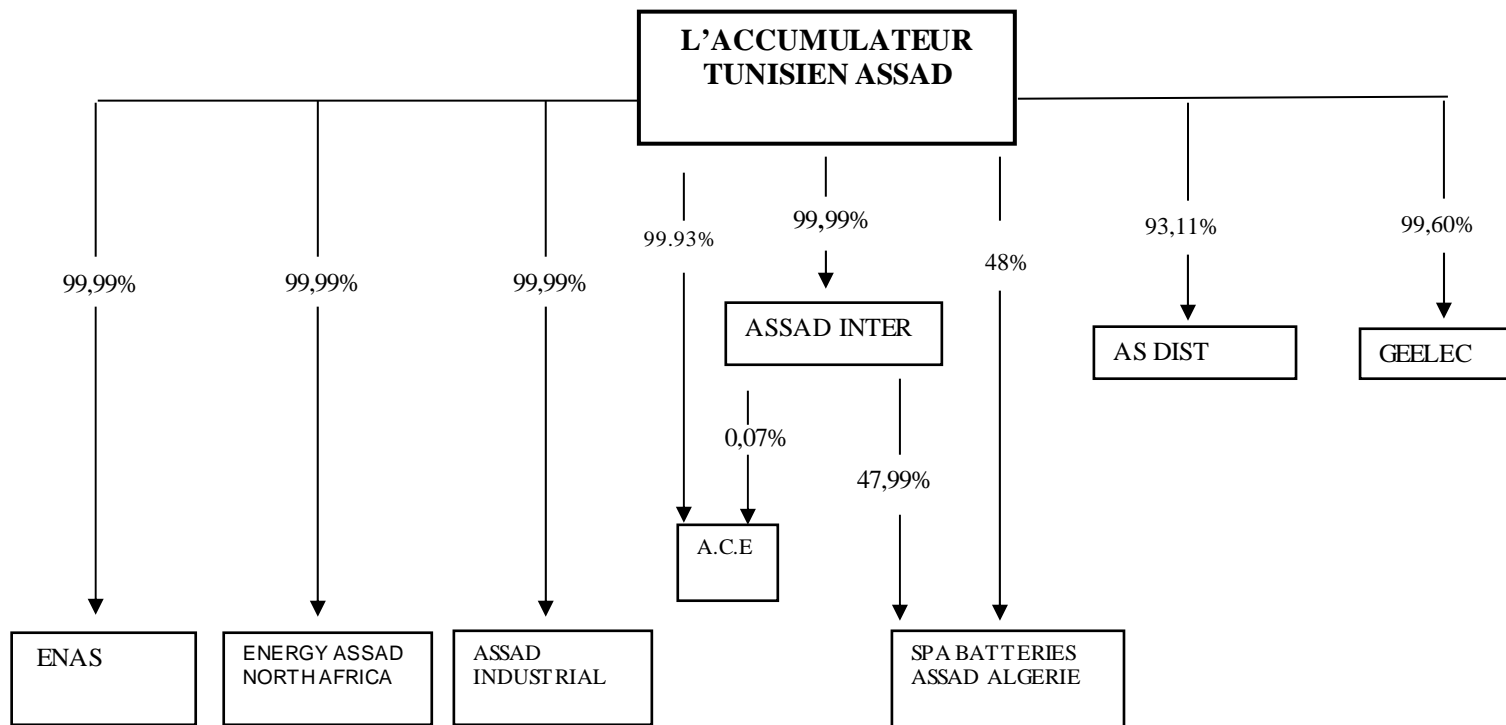 L'ACCUMULATEUR
TUNISIEN ASSAD
99,99%
99,99%
99,99%
99.93%
99,99%
48%
93,11%
99,60%
ASSAD INTER
AS DIST
GEELEC
0,07%
47,99%
A.C.E
ENAS
ENERGY ASSAD
NORTH AFRICA
ASSAD
INDUSTRIAL
SPA BATTERIES
ASSAD ALGERIE